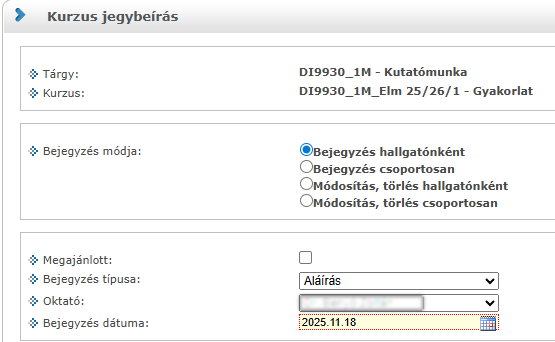 Kurzus jegybeírás
Tárgy: DI9930_1M - Kutatómunka
Kurzus: DI9930_1M_Elm 25/26/1 - Gyakorlat
Bejegyzés módja: Bejegyzés hallgatónként
Bejegyzés csoportosan
Módosítás, törlés hallgatónként
Módosítás, törlés csoportosan
Megajánlott:
Bejegyzés típusa: Aláírás
Oktató:
Bejegyzés dátuma: 2025.11.18